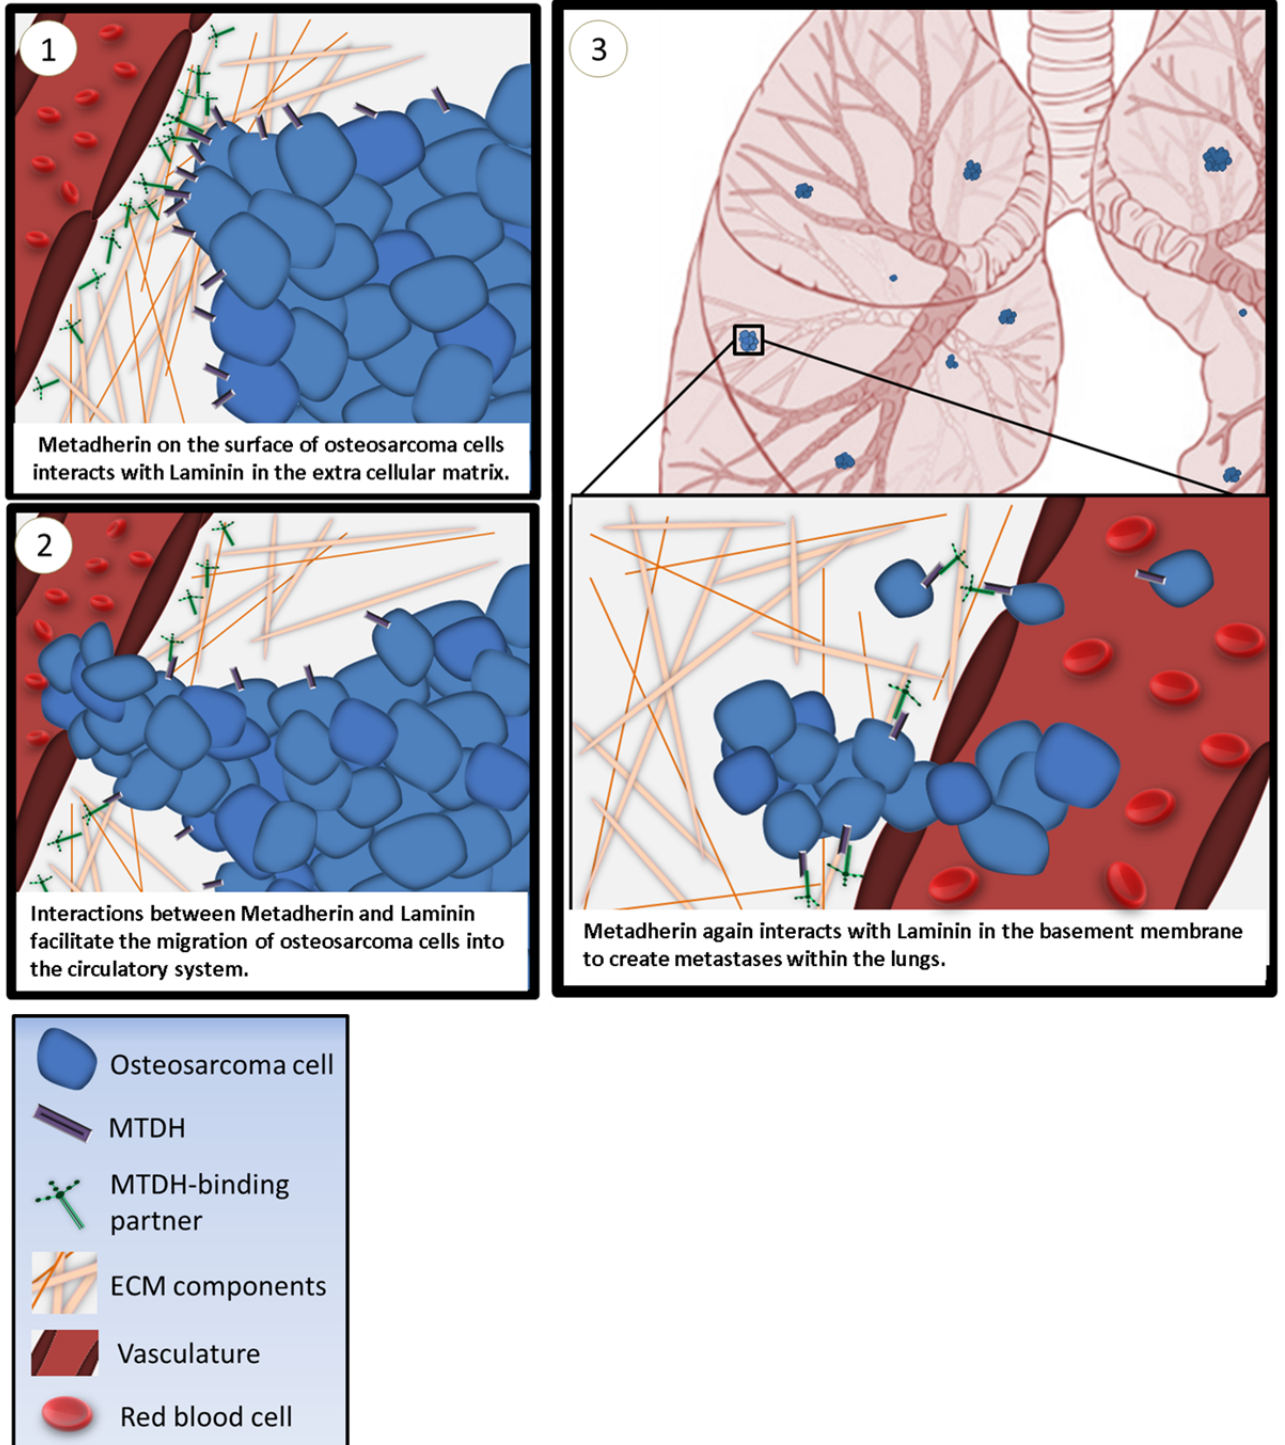 1
Metadherin on the surface of osteosarcoma cells
interacts with Laminin in the extra cellular matrix.
2
Interactions between Metadherin and Laminin
facilitate the migration of osteosarcoma cells into
the circulatory system.
3
Metadherin again interacts with Laminin in the basement membrane
to create metastases within the lungs.
Osteosarcoma cell
MTDH
MTDH-binding
partner
ECM components
Vasculature
Red blood cell